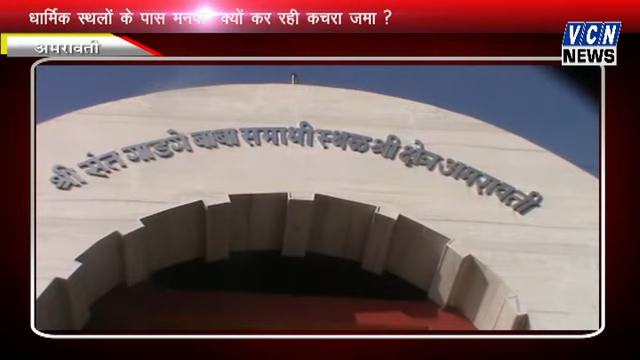 धार्मिक स्थलों के पास मनपा क्यों कर रही कचरा जमा ?
अमरावती
VCN
NEWS
श्री संत गाडगे बाबा समाधी स्थळ श्री क्षेत्र अमरावती